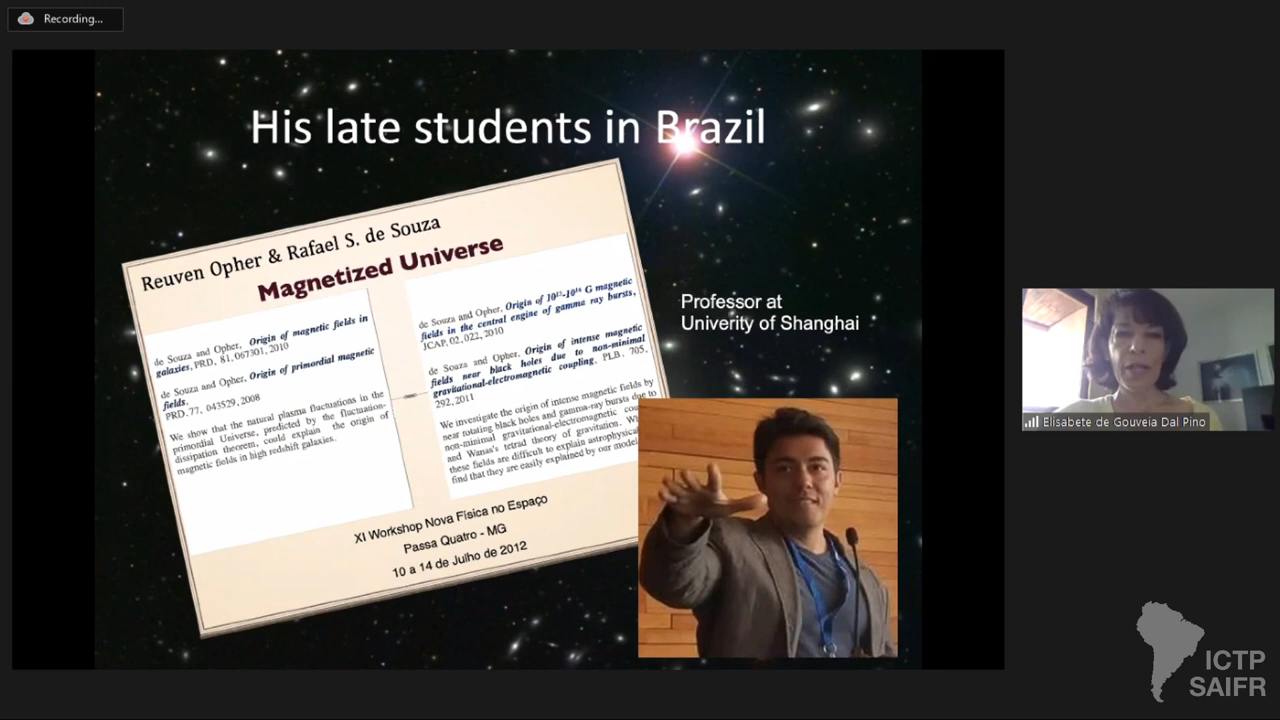 Recording...
His late students in Brazil
Reuven Opher & Rafael S. de Souza
Magnetized Universe
de Souza and Opher, Origin of magnetic fields in
galaxies, PRD, 81, 067301, 2010
de Souza and Opher, Origin of primordial magnetic
fields.
PRD. 77, 043529, 2008
We show that the natural plasma fluctuations in the
primordial Universe, predicted by the fluctuation-
dissipation theorem, could explain the origin of
magnetic fields in high redshift galaxies.
de Souza and Opher, Origin of 10¹⁵-10¹⁶ G magnetic
fields in the central engine of gamma ray bursts,
JCAP, 02, 022, 2010
de Souza and Opher, Origin of intense magnetic
fields near black holes due to non-minimal
gravitational-electromagnetic coupling, PLB, 705,
292, 2011
We investigate the origin of intense magnetic fields by
near rotating black holes and gamma-ray bursts due to
non-minimal gravitational-electromagnetic
and Wanas's tetrad theory of gravitation.
these fields are difficult to explain
find that they are easily explained by our
XI Workshop Nova Física no Espaço
Passa Quatro - MG
10 a 14 de Julho de 2012
Professor at
Univerity of Shanghai
Elisabete de Gouveia Dal Pino
ICTP
SAIFR